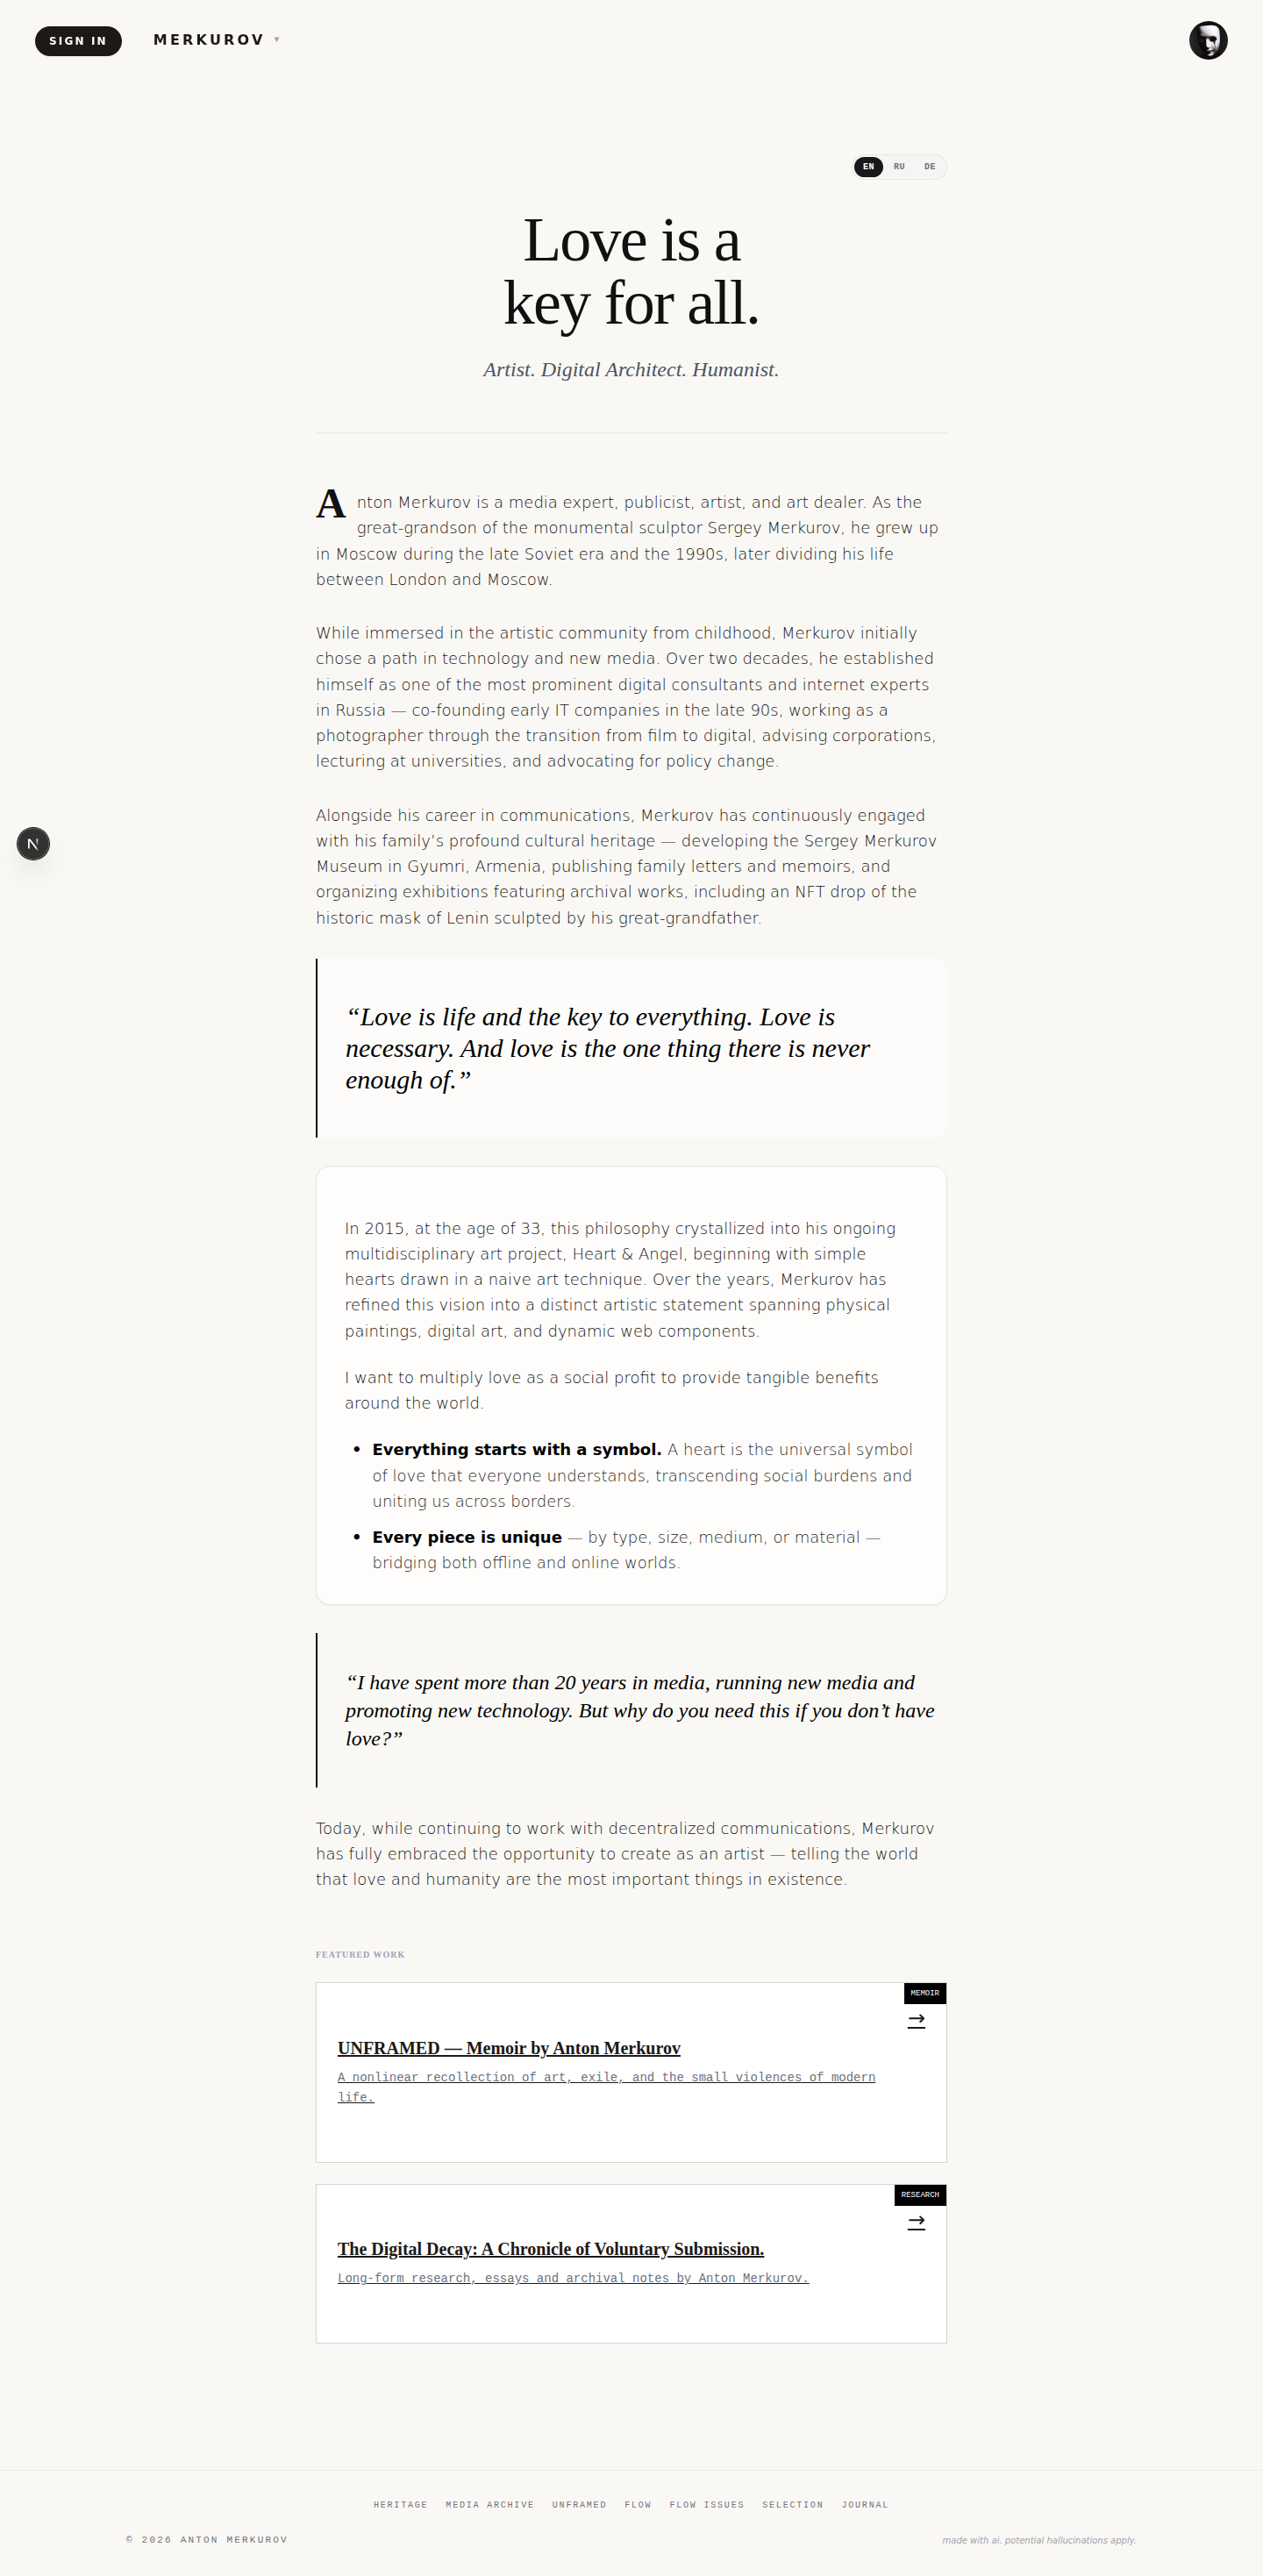 SIGN IN
MERKUROV ▾
EN RU DE
Love is a
key for all.
Artist. Digital Architect. Humanist.
Anton Merkurov is a media expert, publicist, artist, and art dealer. As the
great-grandson of the monumental sculptor Sergey Merkurov, he grew up
in Moscow during the late Soviet era and the 1990s, later dividing his life
between London and Moscow.
While immersed in the artistic community from childhood, Merkurov initially
chose a path in technology and new media. Over two decades, he established
himself as one of the most prominent digital consultants and internet experts
in Russia — co-founding early IT companies in the late 90s, working as a
photographer through the transition from film to digital, advising corporations,
lecturing at universities, and advocating for policy change.
Alongside his career in communications, Merkurov has continuously engaged
with his family’s profound cultural heritage — developing the Sergey Merkurov
Museum in Gyumri, Armenia, publishing family letters and memoirs, and
organizing exhibitions featuring archival works, including an NFT drop of the
historic mask of Lenin sculpted by his great-grandfather.
N
“Love is life and the key to everything. Love is
necessary. And love is the one thing there is never
enough of.”
In 2015, at the age of 33, this philosophy crystallized into his ongoing
multidisciplinary art project, Heart & Angel, beginning with simple
hearts drawn in a naive art technique. Over the years, Merkurov has
refined this vision into a distinct artistic statement spanning physical
paintings, digital art, and dynamic web components.
I want to multiply love as a social profit to provide tangible benefits
around the world.
• Everything starts with a symbol. A heart is the universal symbol
of love that everyone understands, transcending social burdens and
uniting us across borders.
• Every piece is unique — by type, size, medium, or material —
bridging both offline and online worlds.
“I have spent more than 20 years in media, running new media and
promoting new technology. But why do you need this if you don’t have
love?”
Today, while continuing to work with decentralized communications, Merkurov
has fully embraced the opportunity to create as an artist — telling the world
that love and humanity are the most important things in existence.
FEATURED WORK
MEMOIR
→
UNFRAMED — Memoir by Anton Merkurov
A nonlinear recollection of art, exile, and the small violences of modern
life.
RESEARCH
→
The Digital Decay: A Chronicle of Voluntary Submission.
Long-form research, essays and archival notes by Anton Merkurov.
HERITAGE MEDIA ARCHIVE UNFRAMED FLOW FLOW ISSUES SELECTION JOURNAL
© 2026 ANTON MERKUROV
made with ai. potential hallucinations apply.